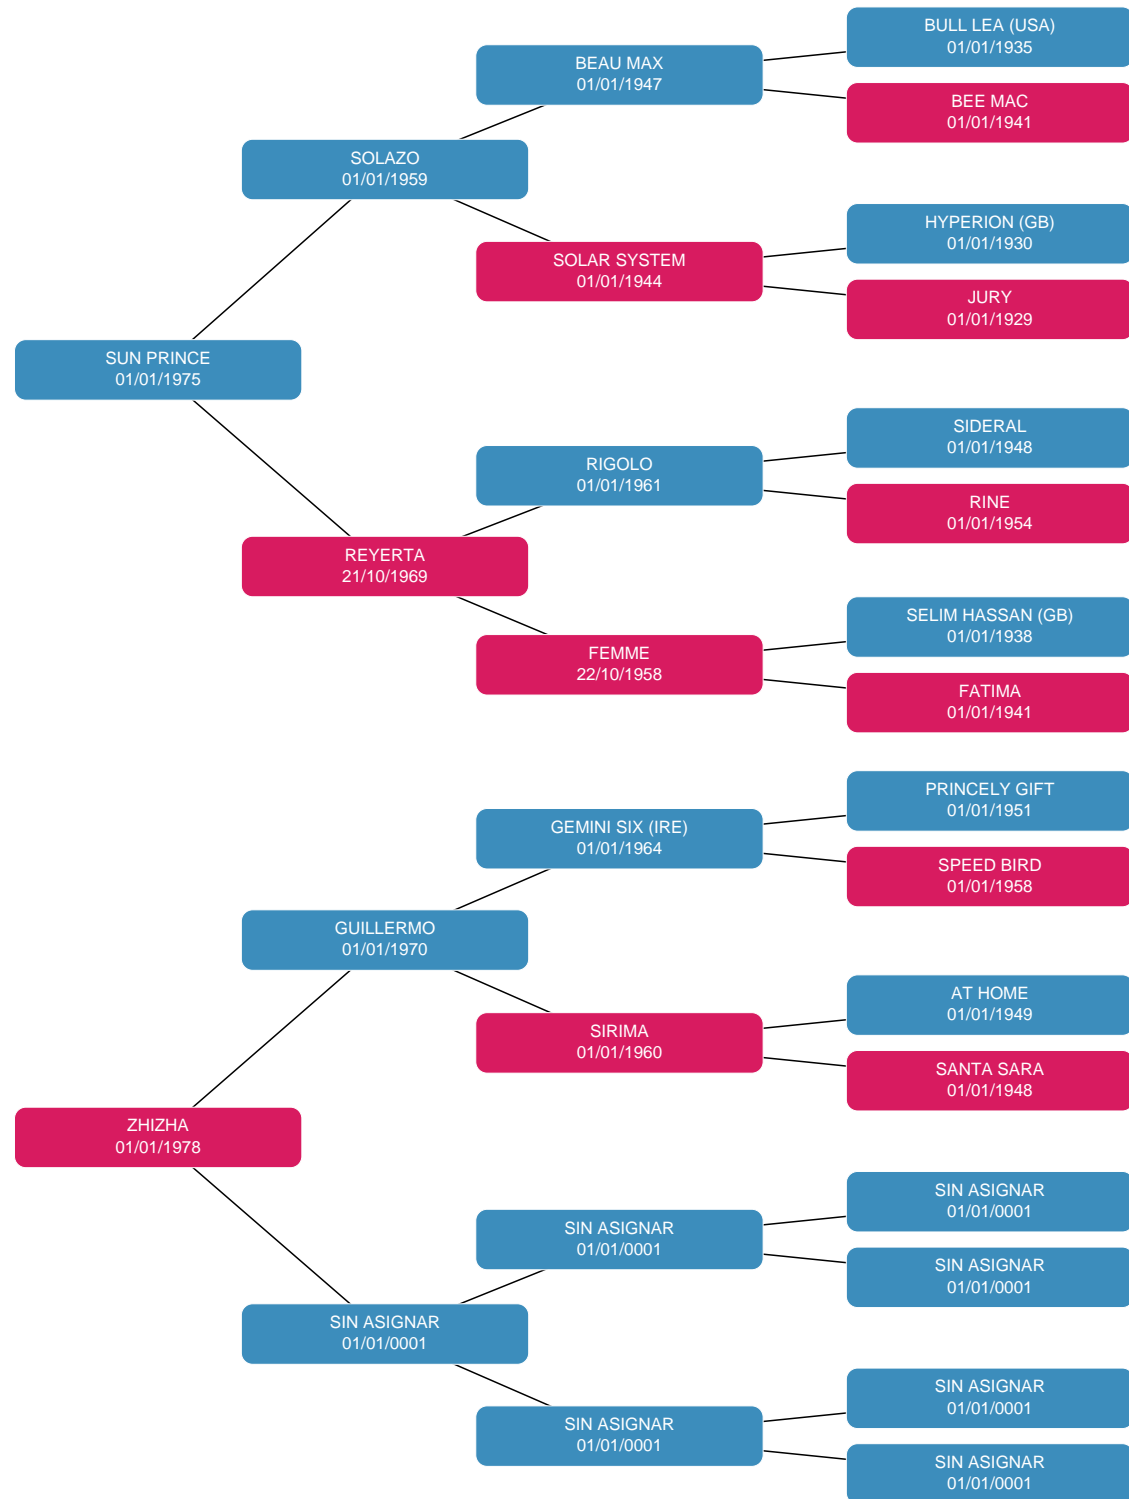 BULL LEA (USA)
01/01/1935
BEAU MAX
01/01/1947
BEE MAC
01/01/1941
SOLAZO
01/01/1959
HYPERION (GB)
01/01/1930
SOLAR SYSTEM
01/01/1944
JURY
01/01/1929
SUN PRINCE
01/01/1975
SIDERAL
01/01/1948
RIGOLO
01/01/1961
RINE
01/01/1954
REYERTA
21/10/1969
SELIM HASSAN (GB)
01/01/1938
FEMME
22/10/1958
FATIMA
01/01/1941
PRINCELY GIFT
01/01/1951
GEMINI SIX (IRE)
01/01/1964
SPEED BIRD
01/01/1958
GUILLERMO
01/01/1970
AT HOME
01/01/1949
SIRIMA
01/01/1960
SANTA SARA
01/01/1948
ZHIZHA
01/01/1978
SIN ASIGNAR
01/01/0001
SIN ASIGNAR
01/01/0001
SIN ASIGNAR
01/01/0001
SIN ASIGNAR
01/01/0001
SIN ASIGNAR
01/01/0001
SIN ASIGNAR
01/01/0001
SIN ASIGNAR
01/01/0001